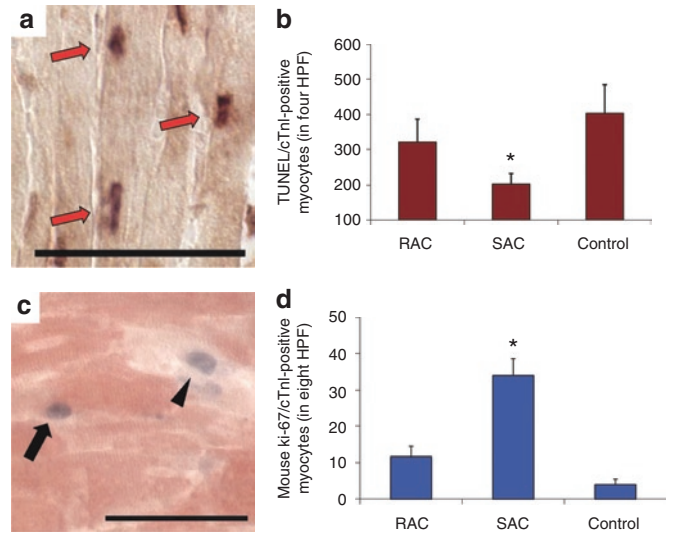 a
b
TUNEL/cTnI-positive
myocytes (in four HPF)
600
500
400
300
200
100
*
RAC
SAC
Control
c
d
Mouse ki-67/cTnI-positive
myocytes (in eight HPF)
50
40
30
20
10
0
*
RAC
SAC
Control